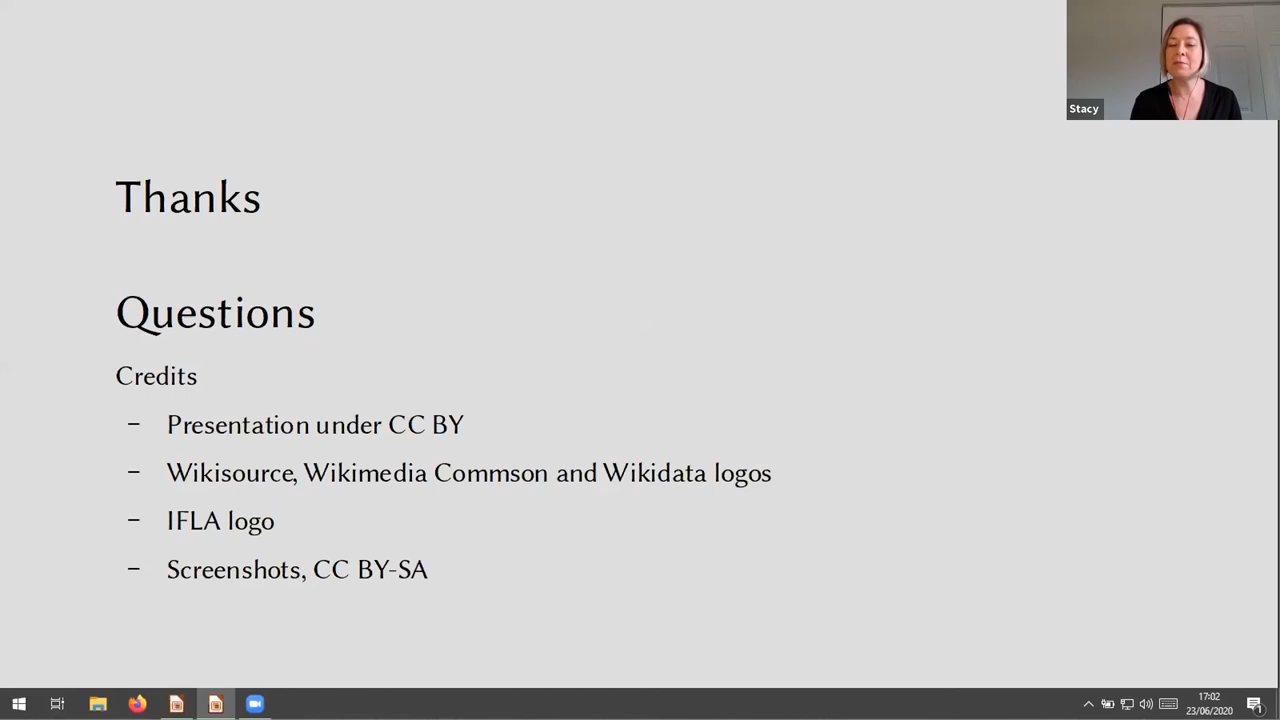 Stacy
Thanks
Questions
Credits
– Presentation under CC BY
– Wikisource, Wikimedia Commson and Wikidata logos
– IFLA logo
– Screenshots, CC BY-SA
17:02
23/06/2020
1